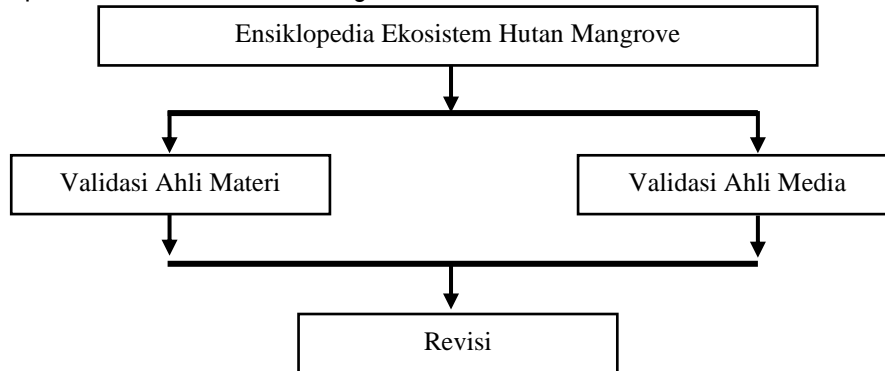 Ensiklopedia Ekosistem Hutan Mangrove
Validasi Ahli Materi
Validasi Ahli Media
Revisi